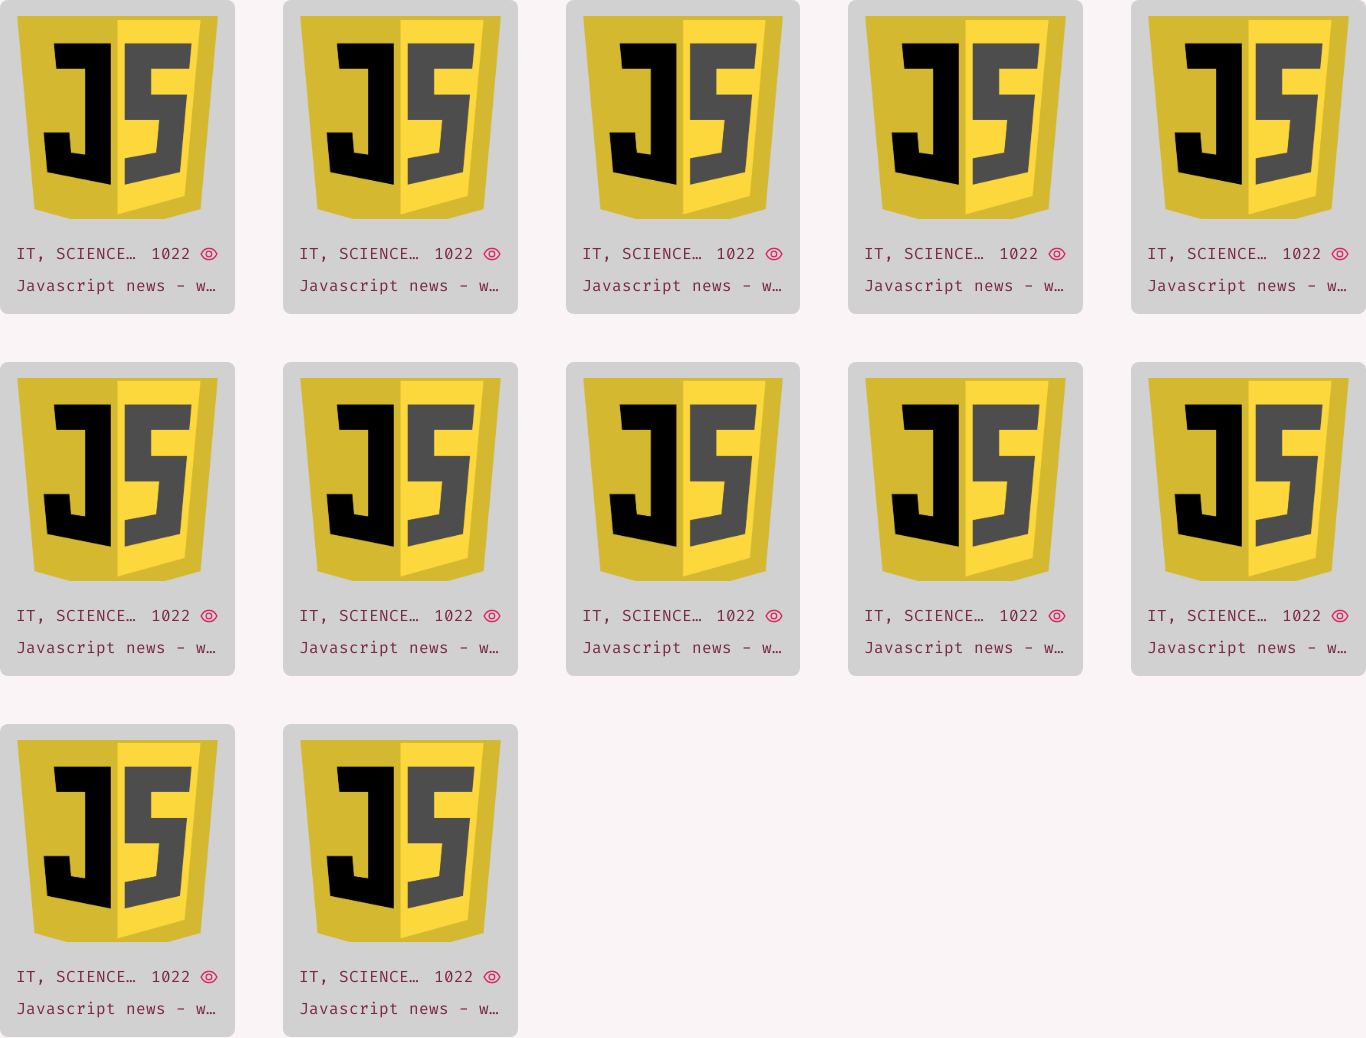 JS JS JS JS JS
IT, SCIENCE… 1022 IT, SCIENCE… 1022 IT, SCIENCE… 1022 IT, SCIENCE… 1022 IT, SCIENCE… 1022
Javascript news - w… Javascript news - w… Javascript news - w… Javascript news - w… Javascript news - w…
JS JS JS JS JS
IT, SCIENCE… 1022 IT, SCIENCE… 1022 IT, SCIENCE… 1022 IT, SCIENCE… 1022 IT, SCIENCE… 1022
Javascript news - w… Javascript news - w… Javascript news - w… Javascript news - w… Javascript news - w…
JS JS
IT, SCIENCE… 1022 IT, SCIENCE… 1022
Javascript news - w… Javascript news - w…